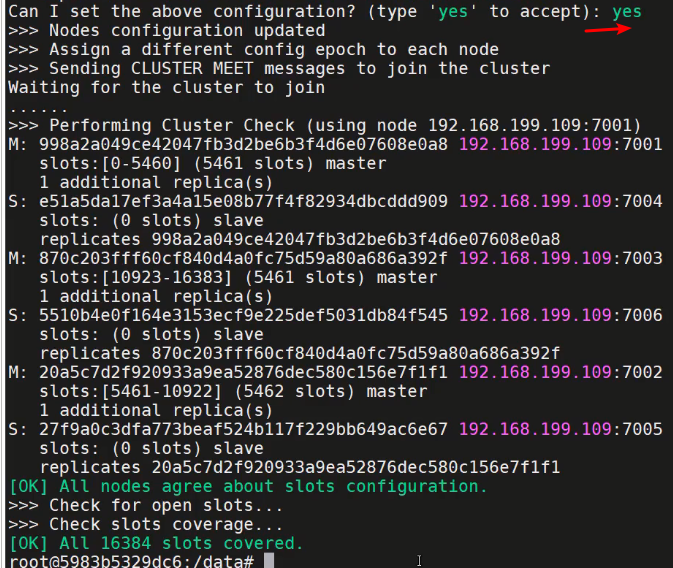 Can I set the above configuration? (type 'yes' to accept): yes
>>> Nodes configuration updated
>>> Assign a different config epoch to each node
>>> Sending CLUSTER MEET messages to join the cluster
Waiting for the cluster to join
......
>>> Performing Cluster Check (using node 192.168.199.109:7001)
M: 998a2a049ce42047fb3d2be6b3f4d6e07608e0a8 192.168.199.109:7001
   slots:[0-5460] (5461 slots) master
   1 additional replica(s)
S: e51a5da17ef3a4a15e08b77f4f82934dbcddd909 192.168.199.109:7004
   slots: (0 slots) slave
   replicates 998a2a049ce42047fb3d2be6b3f4d6e07608e0a8
M: 870c203fff60cf840d4a0fc75d59a80a686a392f 192.168.199.109:7003
   slots:[10923-16383] (5461 slots) master
   1 additional replica(s)
S: 5510b4e0f164e3153ecf9e225def5031db84f545 192.168.199.109:7006
   slots: (0 slots) slave
   replicates 870c203fff60cf840d4a0fc75d59a80a686a392f
M: 20a5c7d2f920933a9ea52876dec580c156e7f1f1 192.168.199.109:7002
   slots:[5461-10922] (5462 slots) master
   1 additional replica(s)
S: 27f9a0c3dfa773beaf524b117f229bb649ac6e67 192.168.199.109:7005
   slots: (0 slots) slave
   replicates 20a5c7d2f920933a9ea52876dec580c156e7f1f1
[OK] All nodes agree about slots configuration.
>>> Check for open slots...
>>> Check slots coverage...
[OK] All 16384 slots covered.
root@5983b5329dc6:/data#